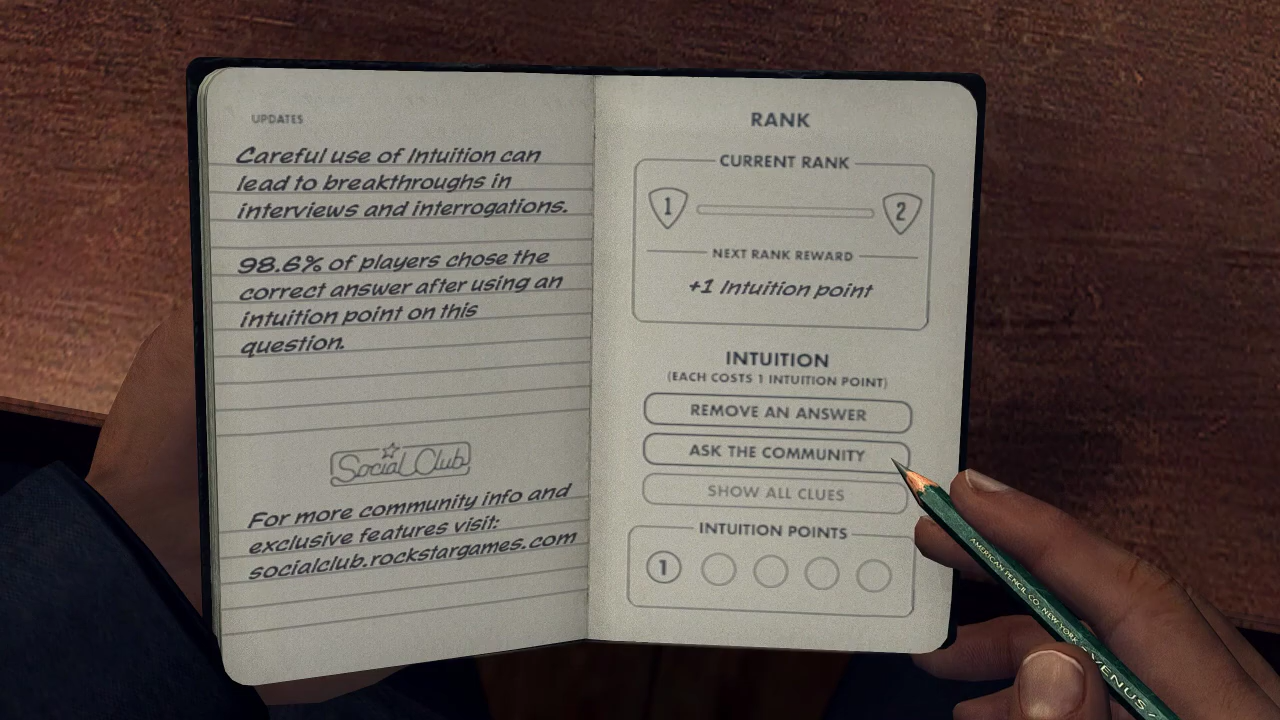 UPDATES
Careful use of Intuition can
lead to breakthroughs in
interviews and interrogations.
98.6% of players chose the
correct answer after using an
intuition point on this
question.
Social Club
For more community info and
exclusive features visit:
socialclub.rockstargames.com
RANK
CURRENT RANK
1 2
NEXT RANK REWARD
+1 Intuition point
INTUITION
(EACH COSTS 1 INTUITION POINT)
REMOVE AN ANSWER
ASK THE COMMUNITY
SHOW ALL CLUES
INTUITION POINTS
1
AMERICAN PENCIL CO. NEW YORK VENUS